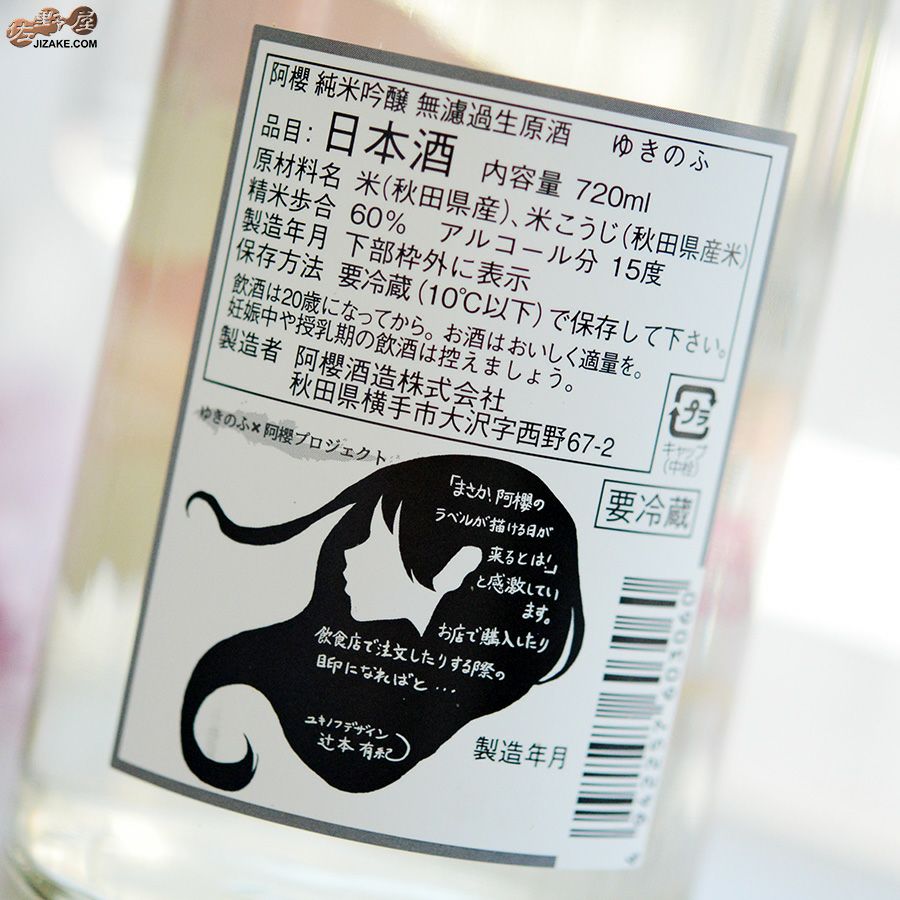 佐野屋
JIZAKE.COM
阿櫻 純米吟醸 無濾過生原酒 ゆきのふ
品目：日本酒 内容量 720ml
原材料名 米(秋田県産)、米こうじ(秋田県産米)
精米歩合 60% アルコール分 15度
製造年月 下部枠外に表示
保存方法 要冷蔵(10℃以下)で保存して下さい。
飲酒は20歳になってから。お酒はおいしく適量を。
妊娠中や授乳期の飲酒は控えましょう。
製造者 阿櫻酒造株式会社
秋田県横手市大沢字西野67-2
プラ
キャップ
(中栓)
ゆきのふ×阿櫻プロジェクト
要冷蔵
「まさか、阿櫻の
ラベルが描ける日が
来るとは!」
と感激してい
ます。
お店で購入したり
飲食店で注文したりする際の
目印になればと…
ユキノフデザイン
辻本 有紀
製造年月